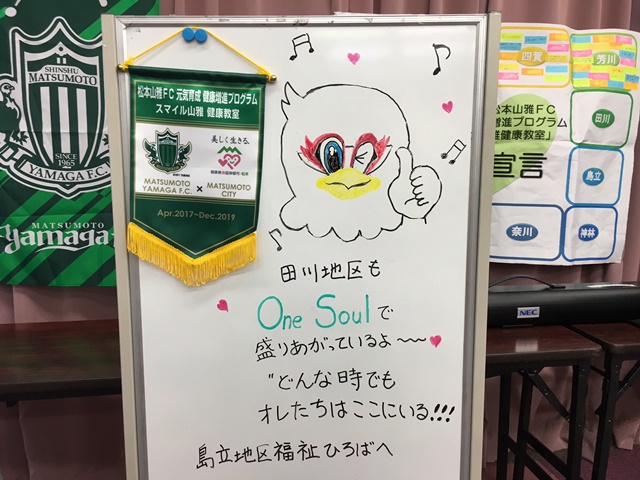 SHINSHU
MATSUMOTO
SINCE
1965
YAMAGA F.C.
MATSUMOTO
Yamaga
松本山雅FC 元気育成 健康増進プログラム
スマイル山雅 健康教室
美しく生きる。
MATSUMOTO
YAMAGA F.C.
×
MATSUMOTO
CITY
Apr.2017~Dec.2019
田川地区も
One Soulで
盛りあがっているよ〜〜
"どんな時でも
オレたちはここにいる!!!
島立地区福祉ひろばへ
四賀
芳川
田川
島立
神林
奈川
松本山雅FC
増進プログラム
健康教室」
宣言
NEC